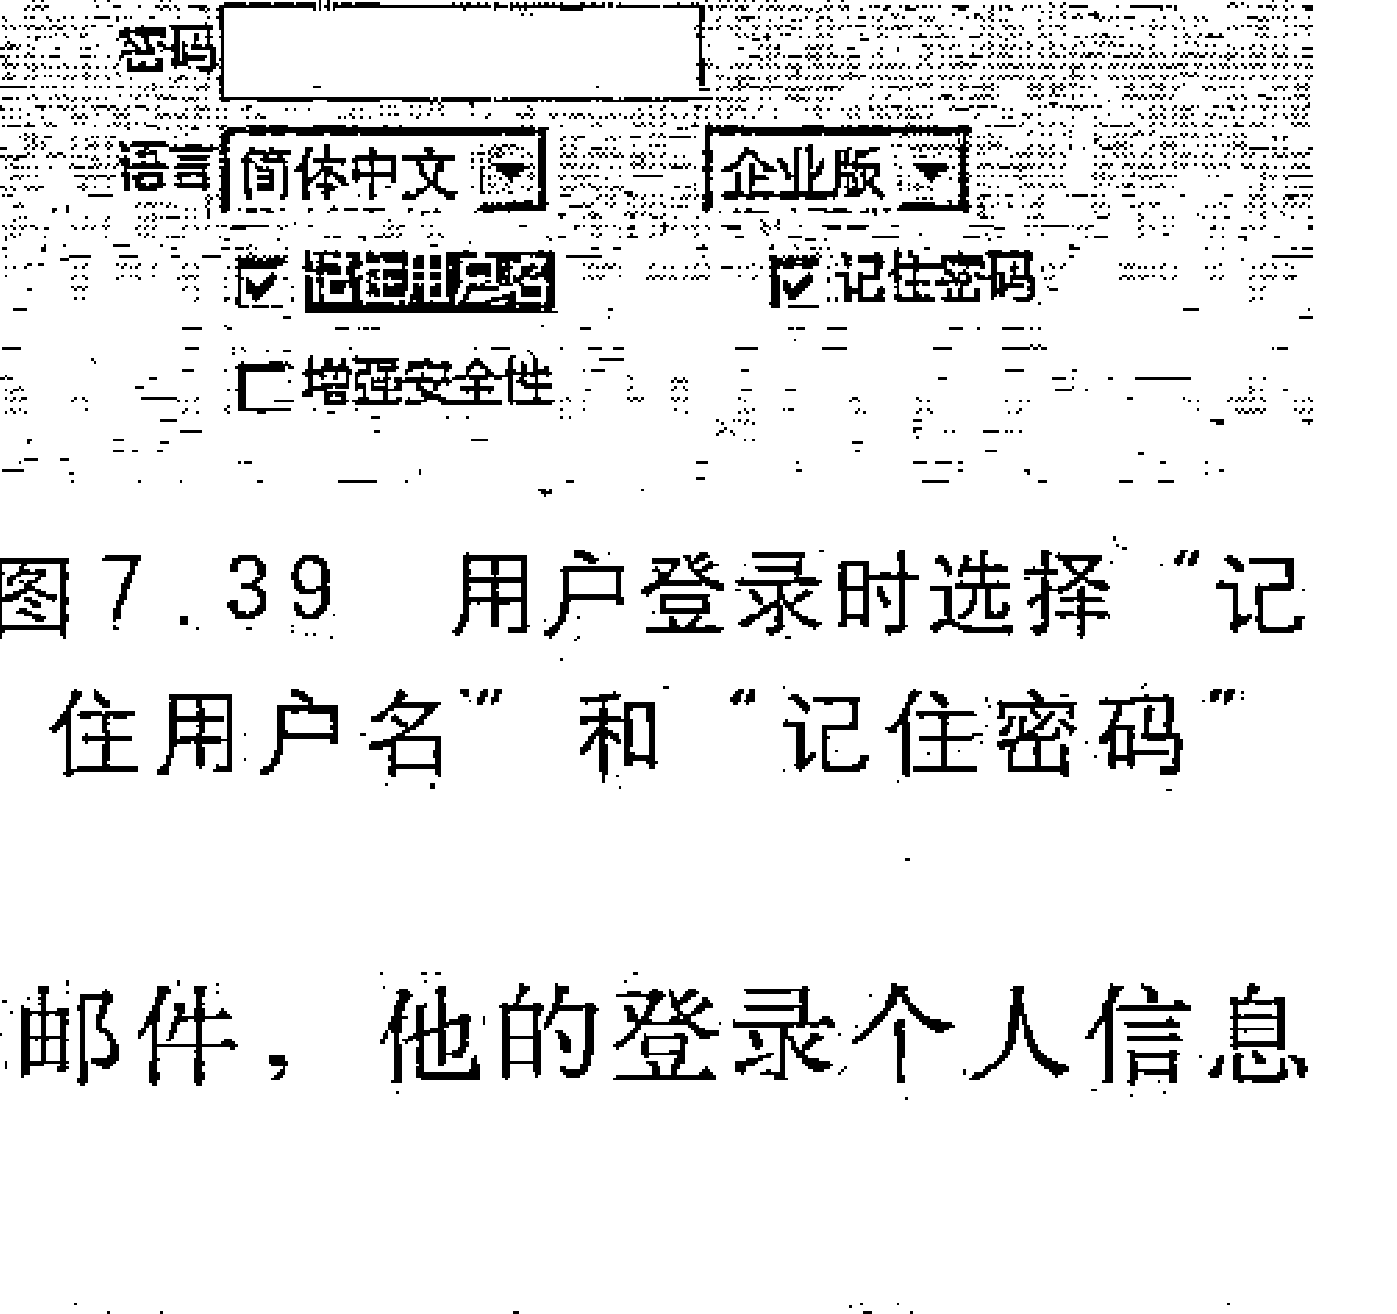 密码
语言 简体中文 企业版
记住用户名 记住密码
增强安全性
图7.39 用户登录时选择“记
住用户名”和“记住密码”
邮件，他的登录个人信息